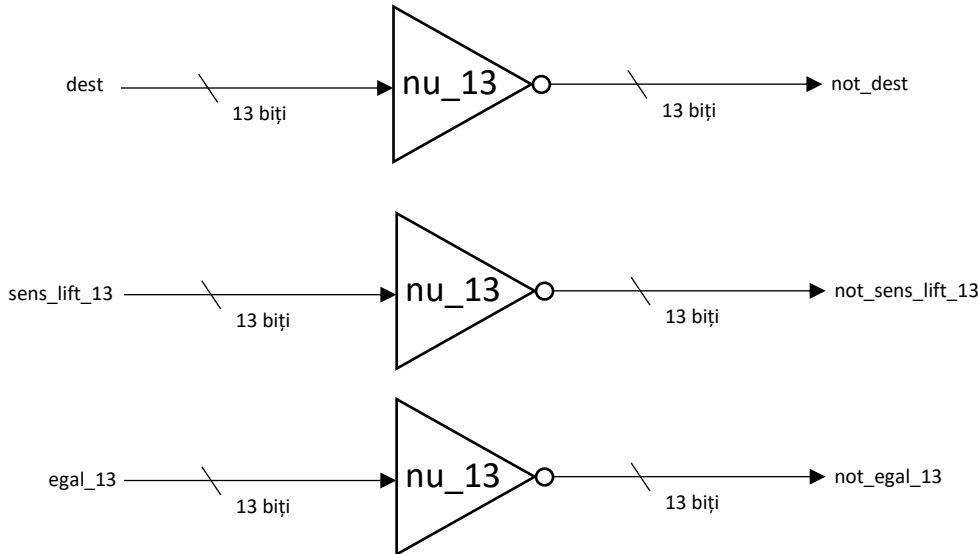 dest
13 biți
nu_13
13 biți
not_dest
sens_lift_13
13 biți
nu_13
13 biți
not_sens_lift_13
egal_13
13 biți
nu_13
13 biți
not_egal_13